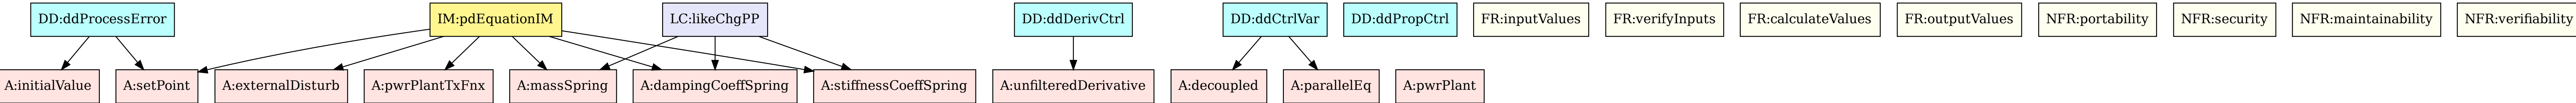 DD:ddProcessError
IM:pdEquationIM
LC:likeChgPP
DD:ddDerivCtrl
DD:ddCtrlVar
DD:ddPropCtrl
FR:inputValues
FR:verifyInputs
FR:calculateValues
FR:outputValues
NFR:portability
NFR:security
NFR:maintainability
NFR:verifiability
A:initialValue
A:setPoint
A:externalDisturb
A:pwrPlantTxFnx
A:massSpring
A:dampingCoeffSpring
A:stiffnessCoeffSpring
A:unfilteredDerivative
A:decoupled
A:parallelEq
A:pwrPlant